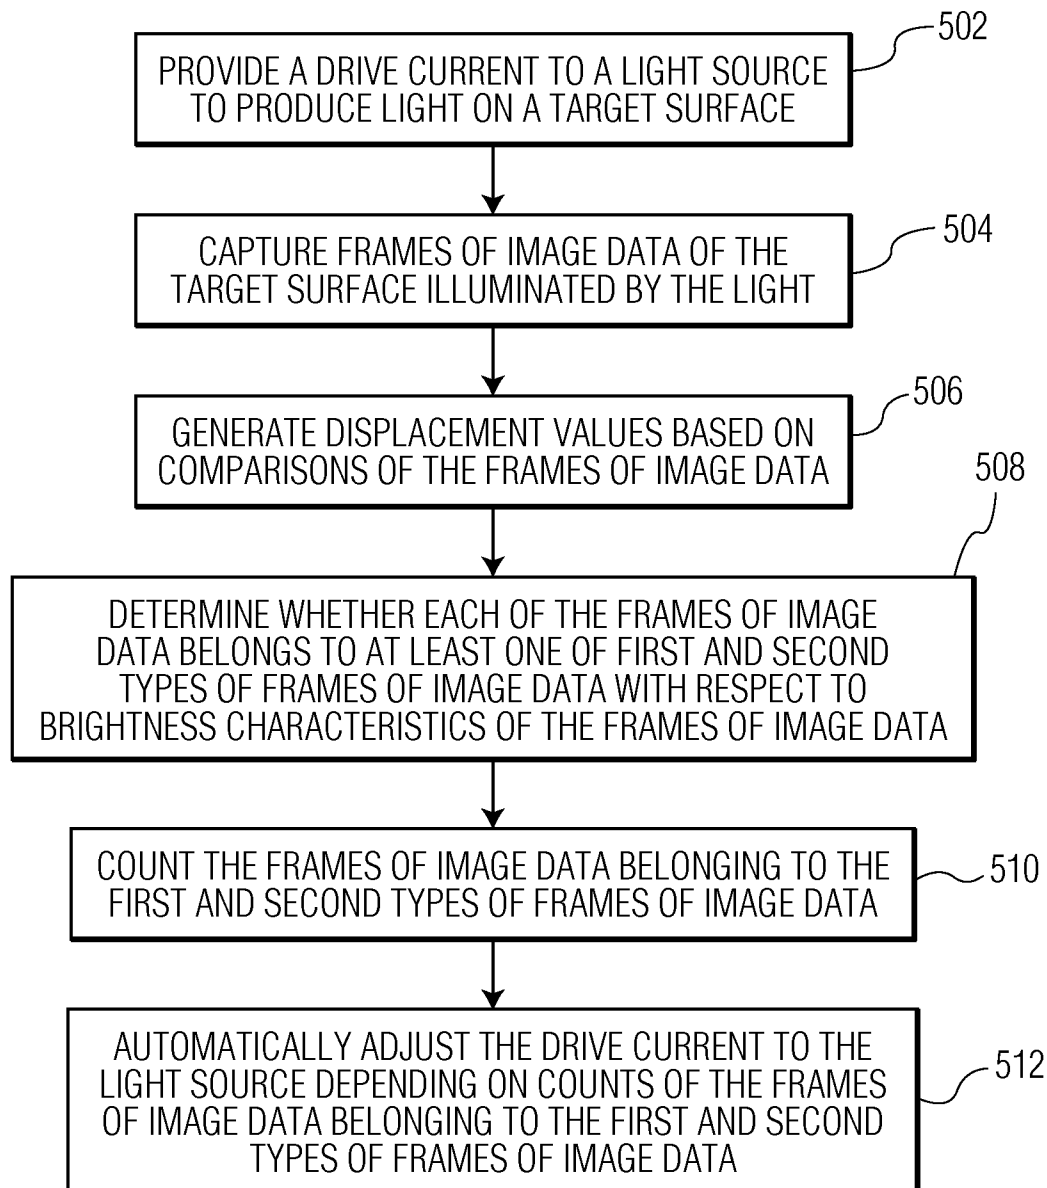 502
PROVIDE A DRIVE CURRENT TO A LIGHT SOURCE
TO PRODUCE LIGHT ON A TARGET SURFACE
504
CAPTURE FRAMES OF IMAGE DATA OF THE
TARGET SURFACE ILLUMINATED BY THE LIGHT
506
GENERATE DISPLACEMENT VALUES BASED ON
COMPARISONS OF THE FRAMES OF IMAGE DATA
508
DETERMINE WHETHER EACH OF THE FRAMES OF IMAGE
DATA BELONGS TO AT LEAST ONE OF FIRST AND SECOND
TYPES OF FRAMES OF IMAGE DATA WITH RESPECT TO
BRIGHTNESS CHARACTERISTICS OF THE FRAMES OF IMAGE DATA
COUNT THE FRAMES OF IMAGE DATA BELONGING TO THE
FIRST AND SECOND TYPES OF FRAMES OF IMAGE DATA
510
AUTOMATICALLY ADJUST THE DRIVE CURRENT TO THE
LIGHT SOURCE DEPENDING ON COUNTS OF THE FRAMES
OF IMAGE DATA BELONGING TO THE FIRST AND SECOND
TYPES OF FRAMES OF IMAGE DATA
512